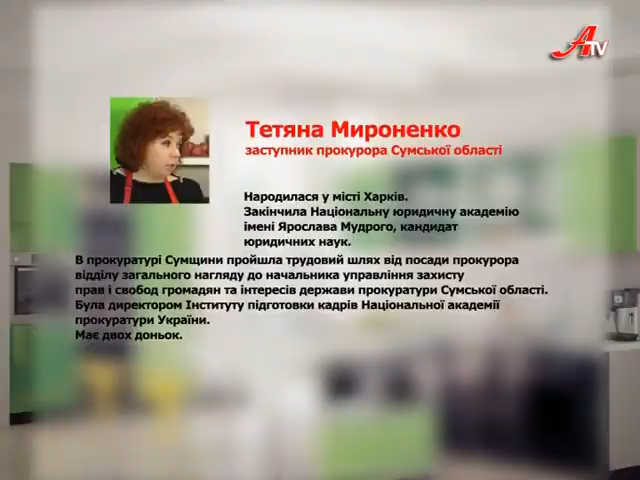 ATV
Тетяна Мироненко
заступник прокурора Сумської області
Народилася у місті Харків.
Закінчила Національну юридичну академію
імені Ярослава Мудрого, кандидат
юридичних наук.
В прокуратурі Сумщини пройшла трудовий шлях від посади прокурора
відділу загального нагляду до начальника управління захисту
прав і свобод громадян та інтересів держави прокуратури Сумської області.
Була директором Інституту підготовки кадрів Національної академії
прокуратури України.
Має двох доньок.